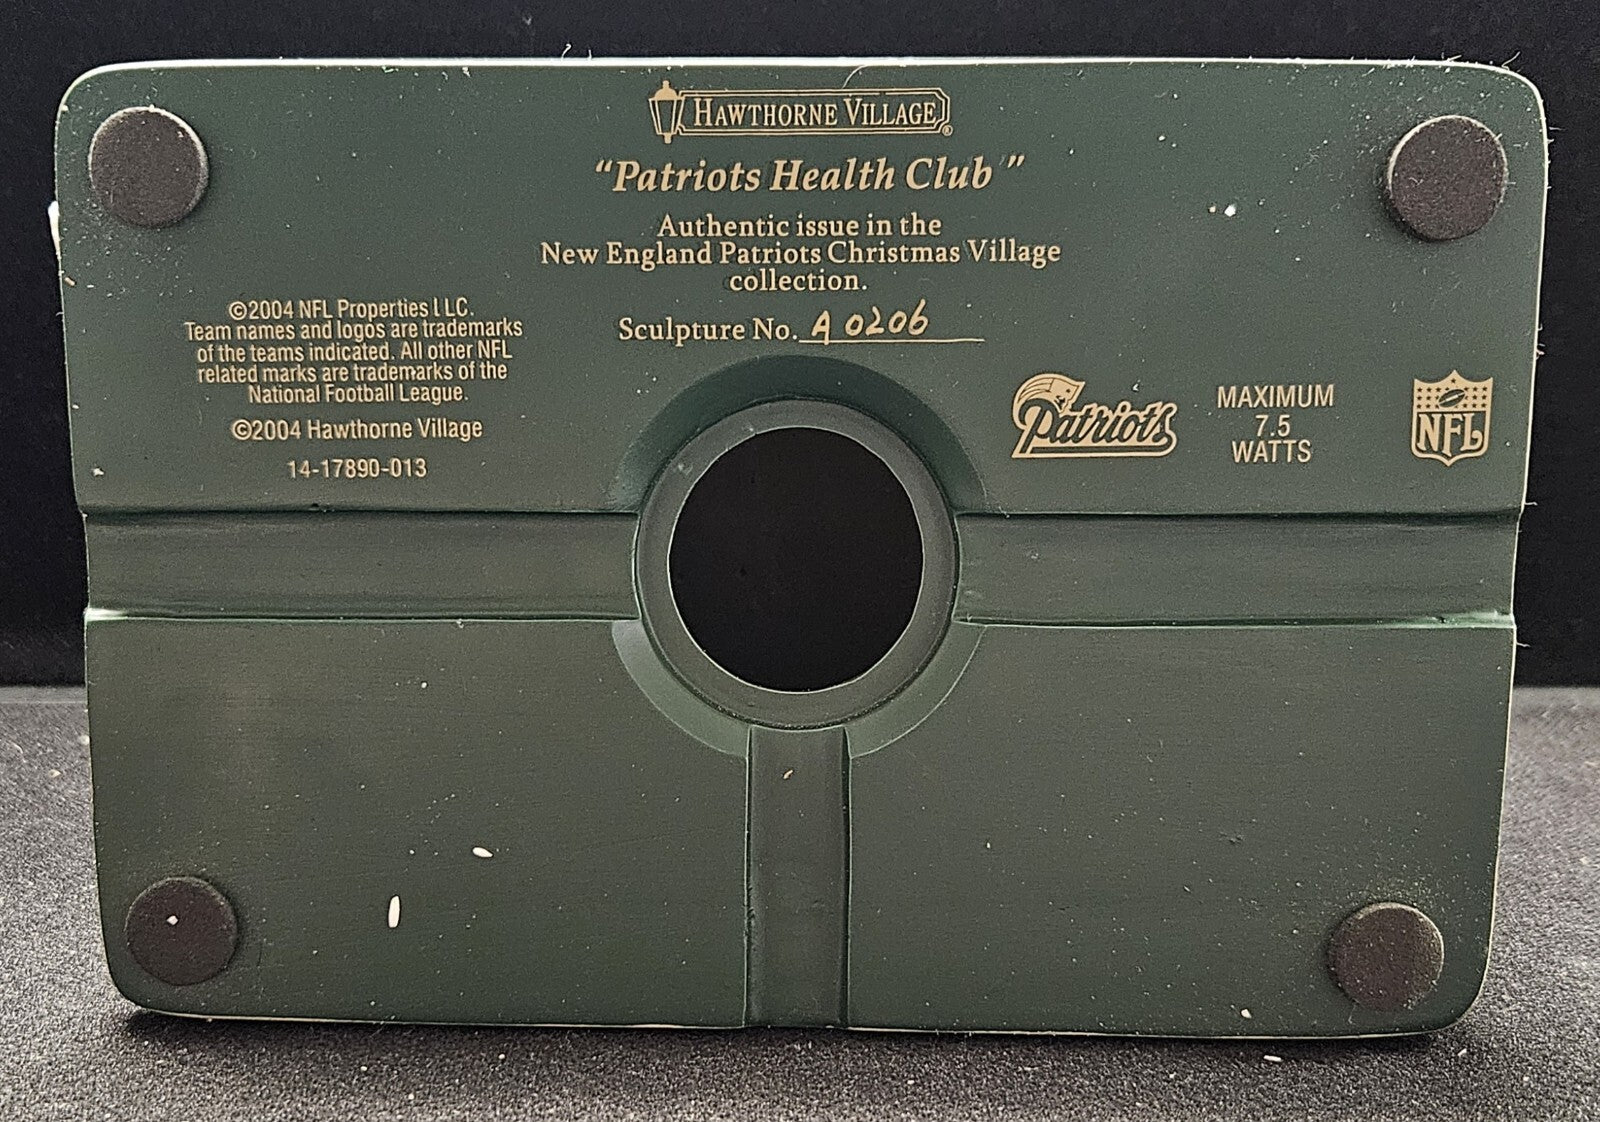 HAWTHORNE VILLAGE®
"Patriots Health Club"
Authentic issue in the
New England Patriots Christmas Village
collection.
Sculpture No. A 0206
©2004 NFL Properties LLC.
Team names and logos are trademarks
of the teams indicated. All other NFL
related marks are trademarks of the
National Football League.
©2004 Hawthorne Village
14-17890-013
Patriots
MAXIMUM
7.5
WATTS
NFL